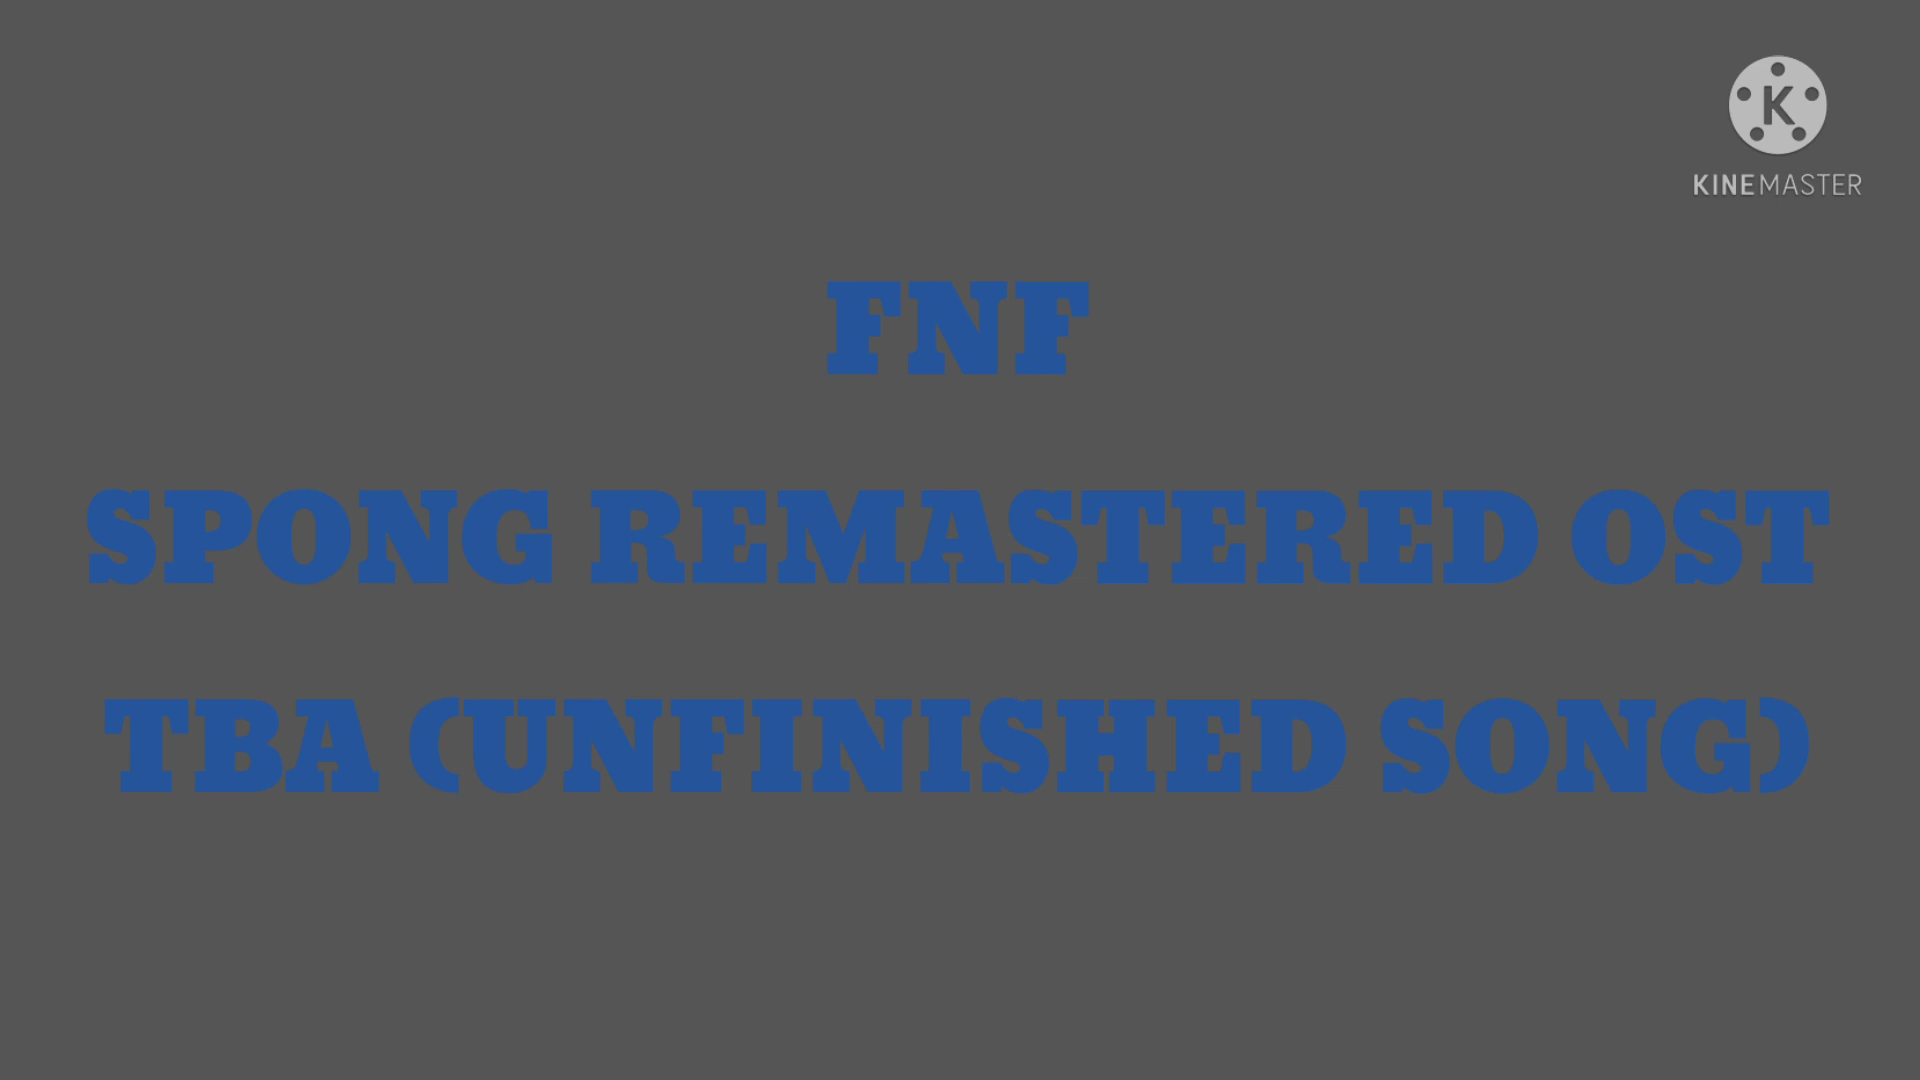 K
KINEMASTER
FNF
SPONG REMASTERED OST
TBA (UNFINISHED SONG)